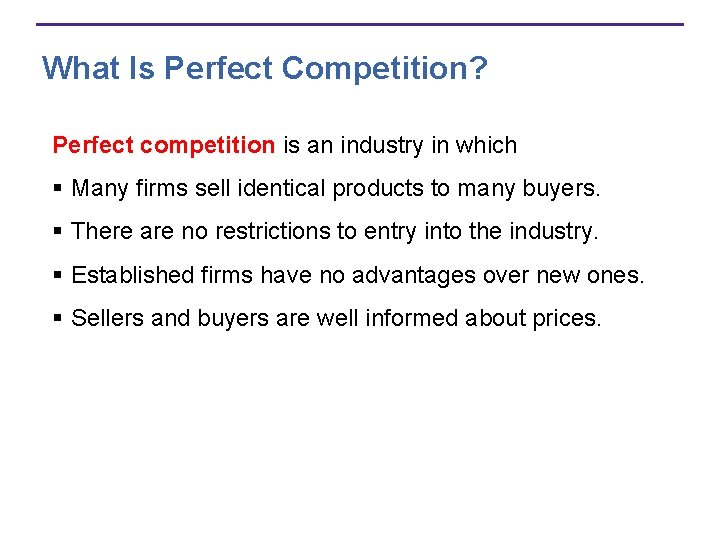 What Is Perfect Competition?
Perfect competition is an industry in which
▪ Many firms sell identical products to many buyers.
▪ There are no restrictions to entry into the industry.
▪ Established firms have no advantages over new ones.
▪ Sellers and buyers are well informed about prices.